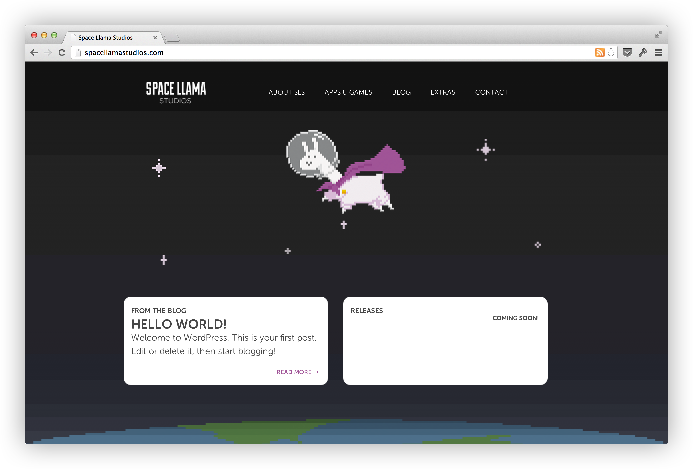 Space Llama Studios
spacellamastudios.com
SPACE LLAMA
STUDIOS
ABOUT SLS
APPS & GAMES
BLOG
EXTRAS
CONTACT
FROM THE BLOG
HELLO WORLD!
Welcome to WordPress. This is your first post.
Edit or delete it, then start blogging!
READ MORE →
RELEASES
COMING SOON